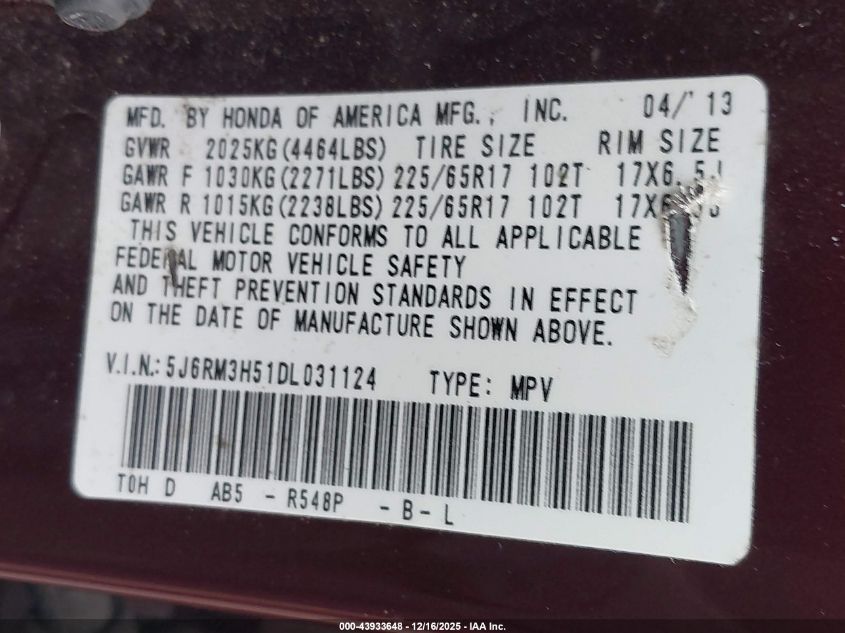 MFD. BY HONDA OF AMERICA MFG., INC. 04/'13
GVWR 2025KG(4464LBS) TIRE SIZE RIM SIZE
GAWR F 1030KG(2271LBS) 225/65R17 102T 17X6.5J
GAWR R 1015KG(2238LBS) 225/65R17 102T
THIS VEHICLE CONFORMS TO ALL APPLICABLE
FEDERAL MOTOR VEHICLE SAFETY
AND THEFT PREVENTION STANDARDS IN EFFECT
ON THE DATE OF MANUFACTURE SHOWN ABOVE.
V.I.N.: 5J6RM3H51DL031124 TYPE: MPV
TOH D AB5 - R548P - B - L
000-43933648 - 12/16/2025 - IAA Inc.